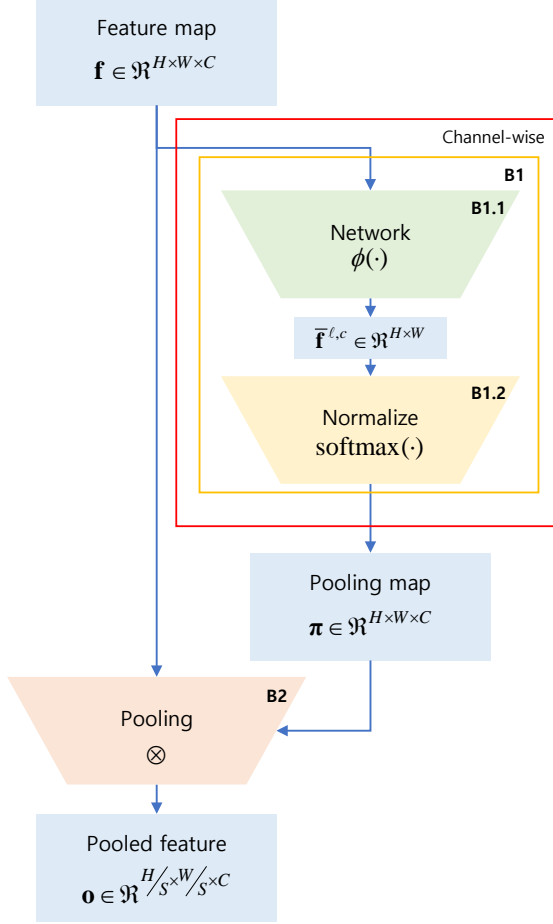 Feature map
𝐟 ∈ ℜ^{H×W×C}
Channel-wise
B1
B1.1
Network
ϕ(·)
f̅^{ℓ,c} ∈ ℜ^{H×W}
B1.2
Normalize
softmax(·)
Pooling map
π ∈ ℜ^{H×W×C}
B2
Pooling
⊗
Pooled feature
𝐨 ∈ ℜ^{H/S×W/S×C}